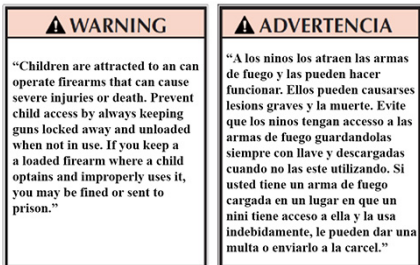 WARNING
“Children are attracted to an can
operate firearms that can cause
severe injuries or death. Prevent
child access by always keeping
guns locked away and unloaded
when not in use. If you keep a
a loaded firearm where a child
optains and improperly uses it,
you may be fined or sent to
prison.”
ADVERTENCIA
“A los ninos los atraen las armas
de fuego y las pueden hacer
funcionar. Ellos pueden causarses
lesions graves y la muerte. Evite
que los ninos tengan accesso a las
armas de fuego guardandolas
siempre con llave y descargadas
cuando no las este utilizando. Si
usted tiene un arma de fuego
cargada en un lugar en que un
nini tiene acceso a ella y la usa
indebidamente, le pueden dar una
multa o enviarlo a la carcel.”